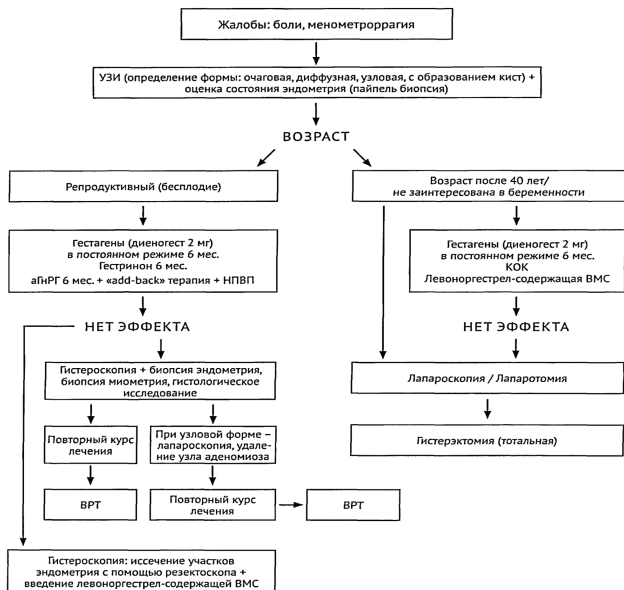 Жалобы: боли, менометроррагия
УЗИ (определение формы: очаговая, диффузная, узловая, с образованием кист) +
оценка состояния эндометрия (пайпель биопсия)
ВОЗРАСТ
Репродуктивный (бесплодие)
Возраст после 40 лет/
не заинтересована в беременности
Гестагены (диеногест 2 мг)
в постоянном режиме 6 мес.
Гестринон 6 мес.
аГнРГ 6 мес. + «add-back» терапия + НПВП
Гестагены (диеногест 2 мг)
в постоянном режиме 6 мес.
КОК
Левоноргестрел-содержащая ВМС
НЕТ ЭФФЕКТА
НЕТ ЭФФЕКТА
Гистероскопия + биопсия эндометрия,
биопсия миометрия, гистологическое
исследование
Лапароскопия / Лапаротомия
Гистерэктомия (тотальная)
Повторный курс
лечения
При узловой форме –
лапароскопия, удале-
ние узла аденомиоза
ВРТ
Повторный курс
лечения
ВРТ
Гистероскопия: иссечение участков
эндометрия с помощью резектоскопа +
введение левоноргестрел-содержащей ВМС